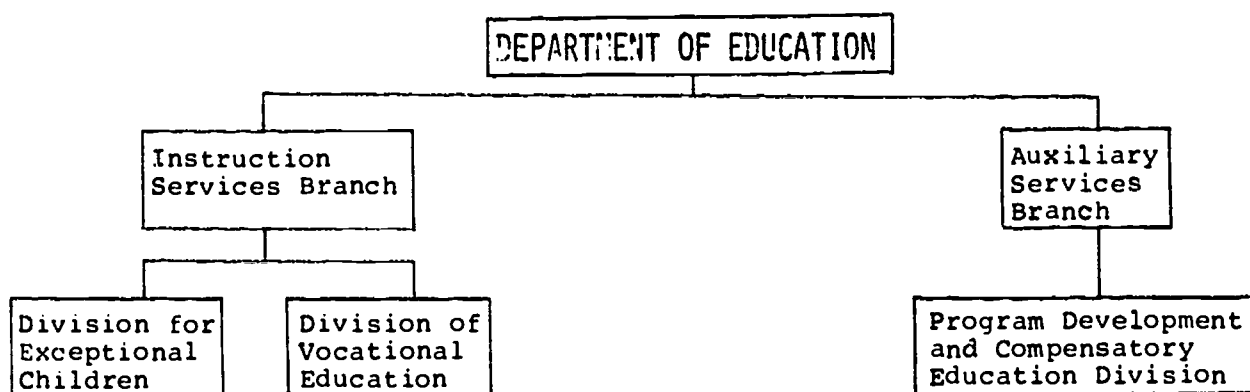 DEPARTMENT OF EDUCATION
Instruction
Services Branch
Auxiliary
Services
Branch
Division for
Exceptional
Children
Division of
Vocational
Education
Program Development
and Compensatory
Education Division